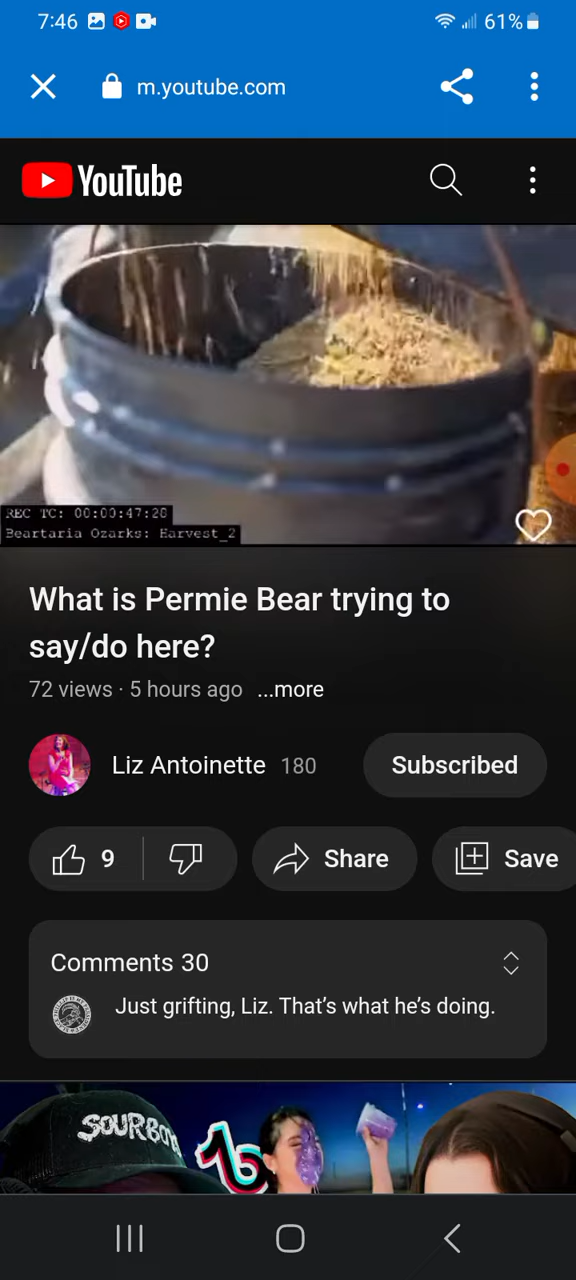 7:46 61%
m.youtube.com
YouTube
REC TC: 00:00:47:28
Beartaria Ozarks: Harvest_2
What is Permie Bear trying to
say/do here?
72 views · 5 hours ago ...more
Liz Antoinette 180 Subscribed
9 Share Save
Comments 30
Just grifting, Liz. That’s what he’s doing.